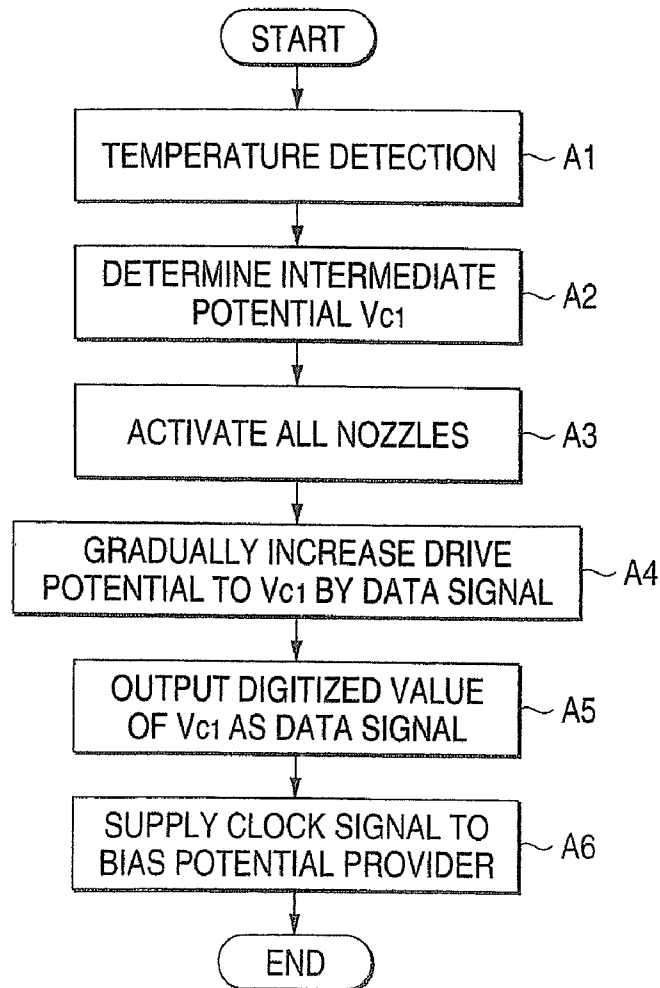 START
TEMPERATURE DETECTION
A1
DETERMINE INTERMEDIATE
POTENTIAL Vc1
A2
ACTIVATE ALL NOZZLES
A3
GRADUALLY INCREASE DRIVE
POTENTIAL TO Vc1 BY DATA SIGNAL
A4
OUTPUT DIGITIZED VALUE
OF Vc1 AS DATA SIGNAL
A5
SUPPLY CLOCK SIGNAL TO
BIAS POTENTIAL PROVIDER
A6
END